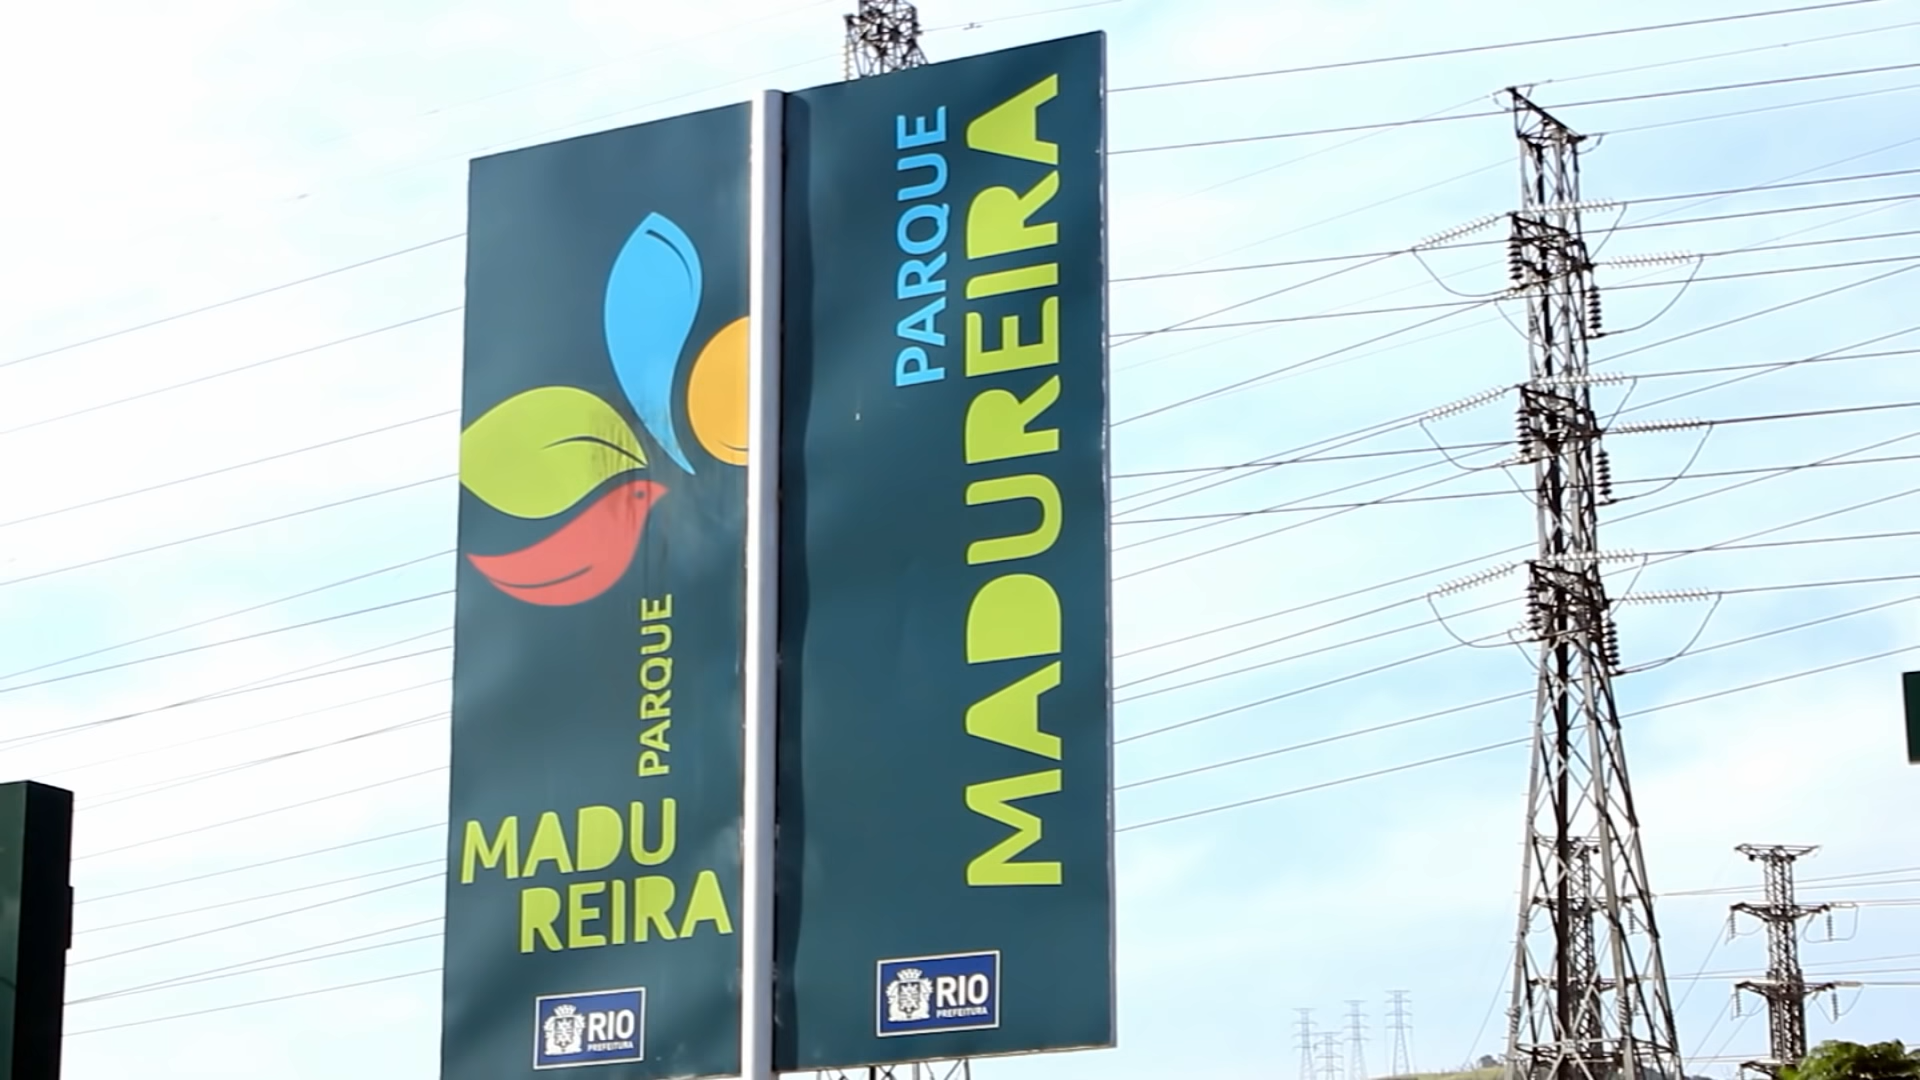 PARQUE
MADU
REIRA
RIO
PREFEITURA
PARQUE
MADUREIRA
RIO
PREFEITURA